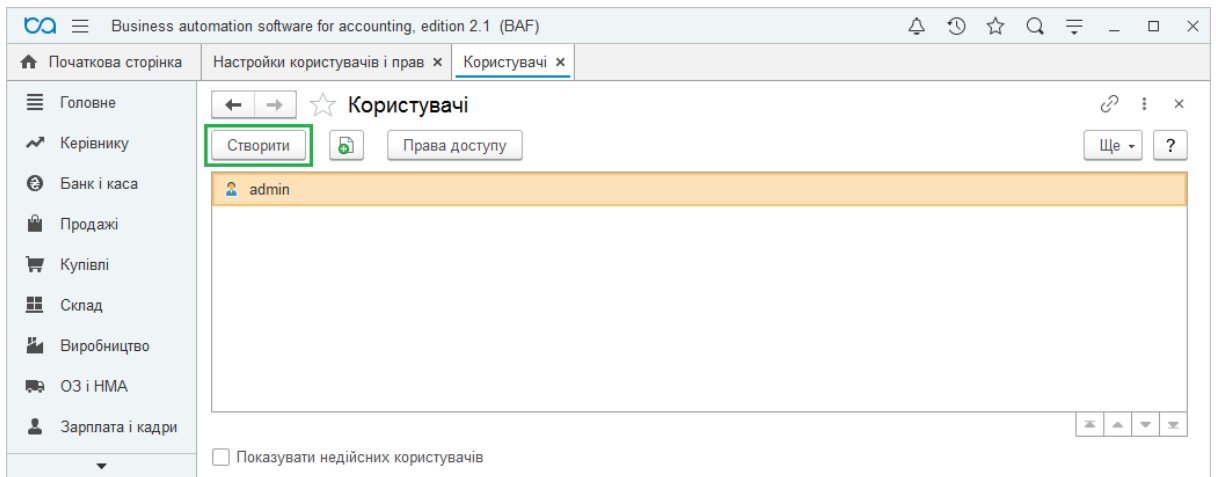 Business automation software for accounting, edition 2.1 (BAF)
Початкова сторінка
Настройки користувачів і прав
Користувачі
Головне
Керівнику
Банк і каса
Продажі
Купівлі
Склад
Виробництво
ОЗ і НМА
Зарплата і кадри
Користувачі
Створити
Права доступу
Ще
?
admin
Показувати недійсних користувачів